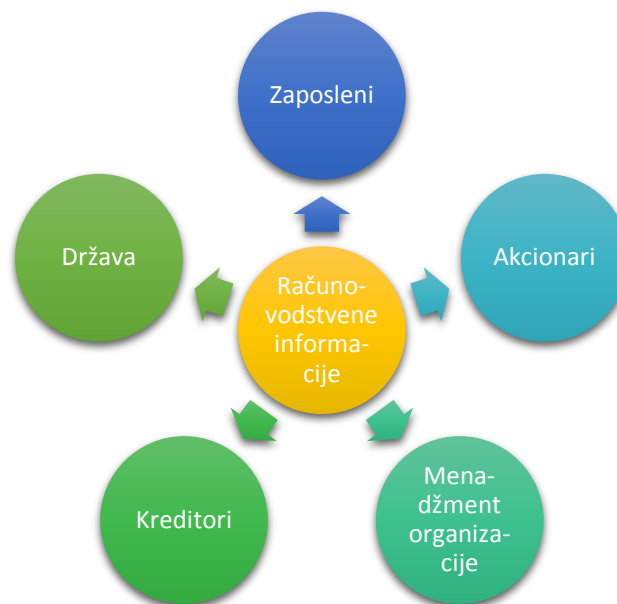 Zaposleni
Država
Akcionari
Računo-
vodstvene
informa-
cije
Kreditori
Mena-
džment
organiza-
cije